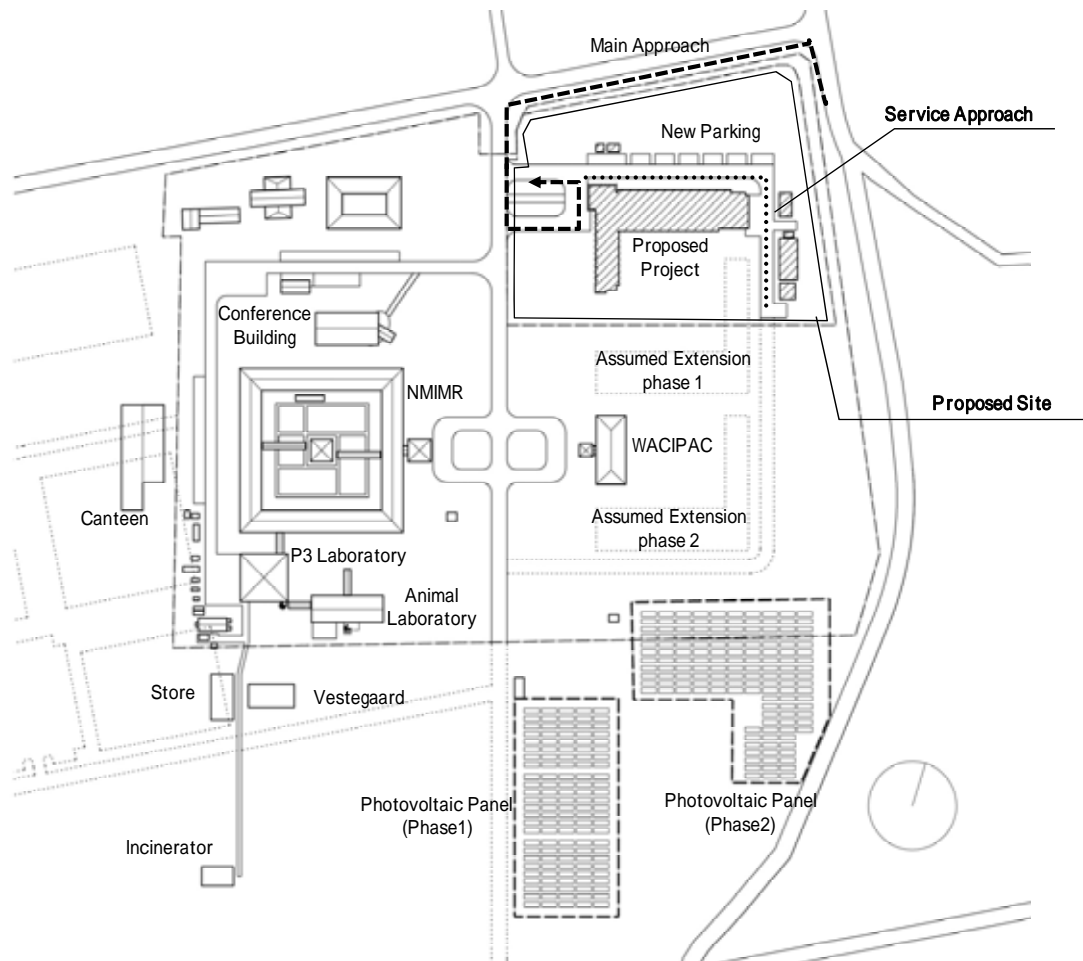 Main Approach
Service Approach
New Parking
Proposed
Project
Conference
Building
Assumed Extension
phase 1
NMIMR
Proposed Site
WACIPAC
Canteen
Assumed Extension
phase 2
P3 Laboratory
Animal
Laboratory
Store
Vestegaard
Photovoltaic Panel
(Phase1)
Photovoltaic Panel
(Phase2)
Incinerator